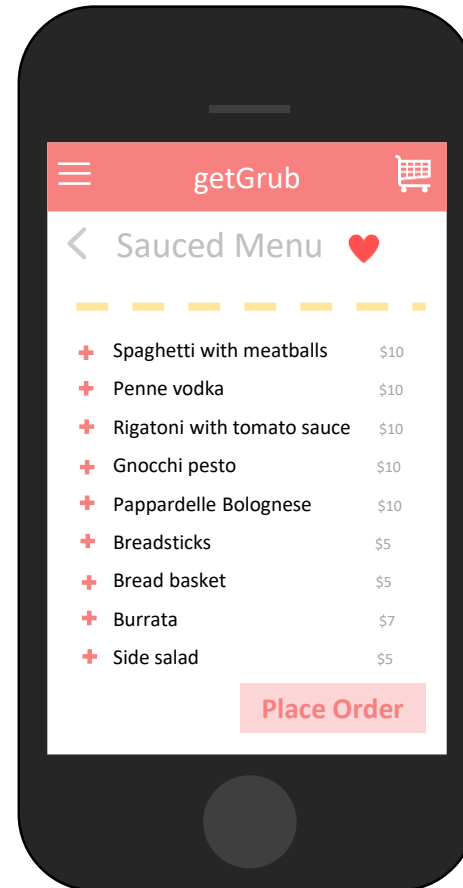 getGrub
Sauced Menu
Spaghetti with meatballs $10
Penne vodka $10
Rigatoni with tomato sauce $10
Gnocchi pesto $10
Pappardelle Bolognese $10
Breadsticks $5
Bread basket $5
Burrata $7
Side salad $5
Place Order